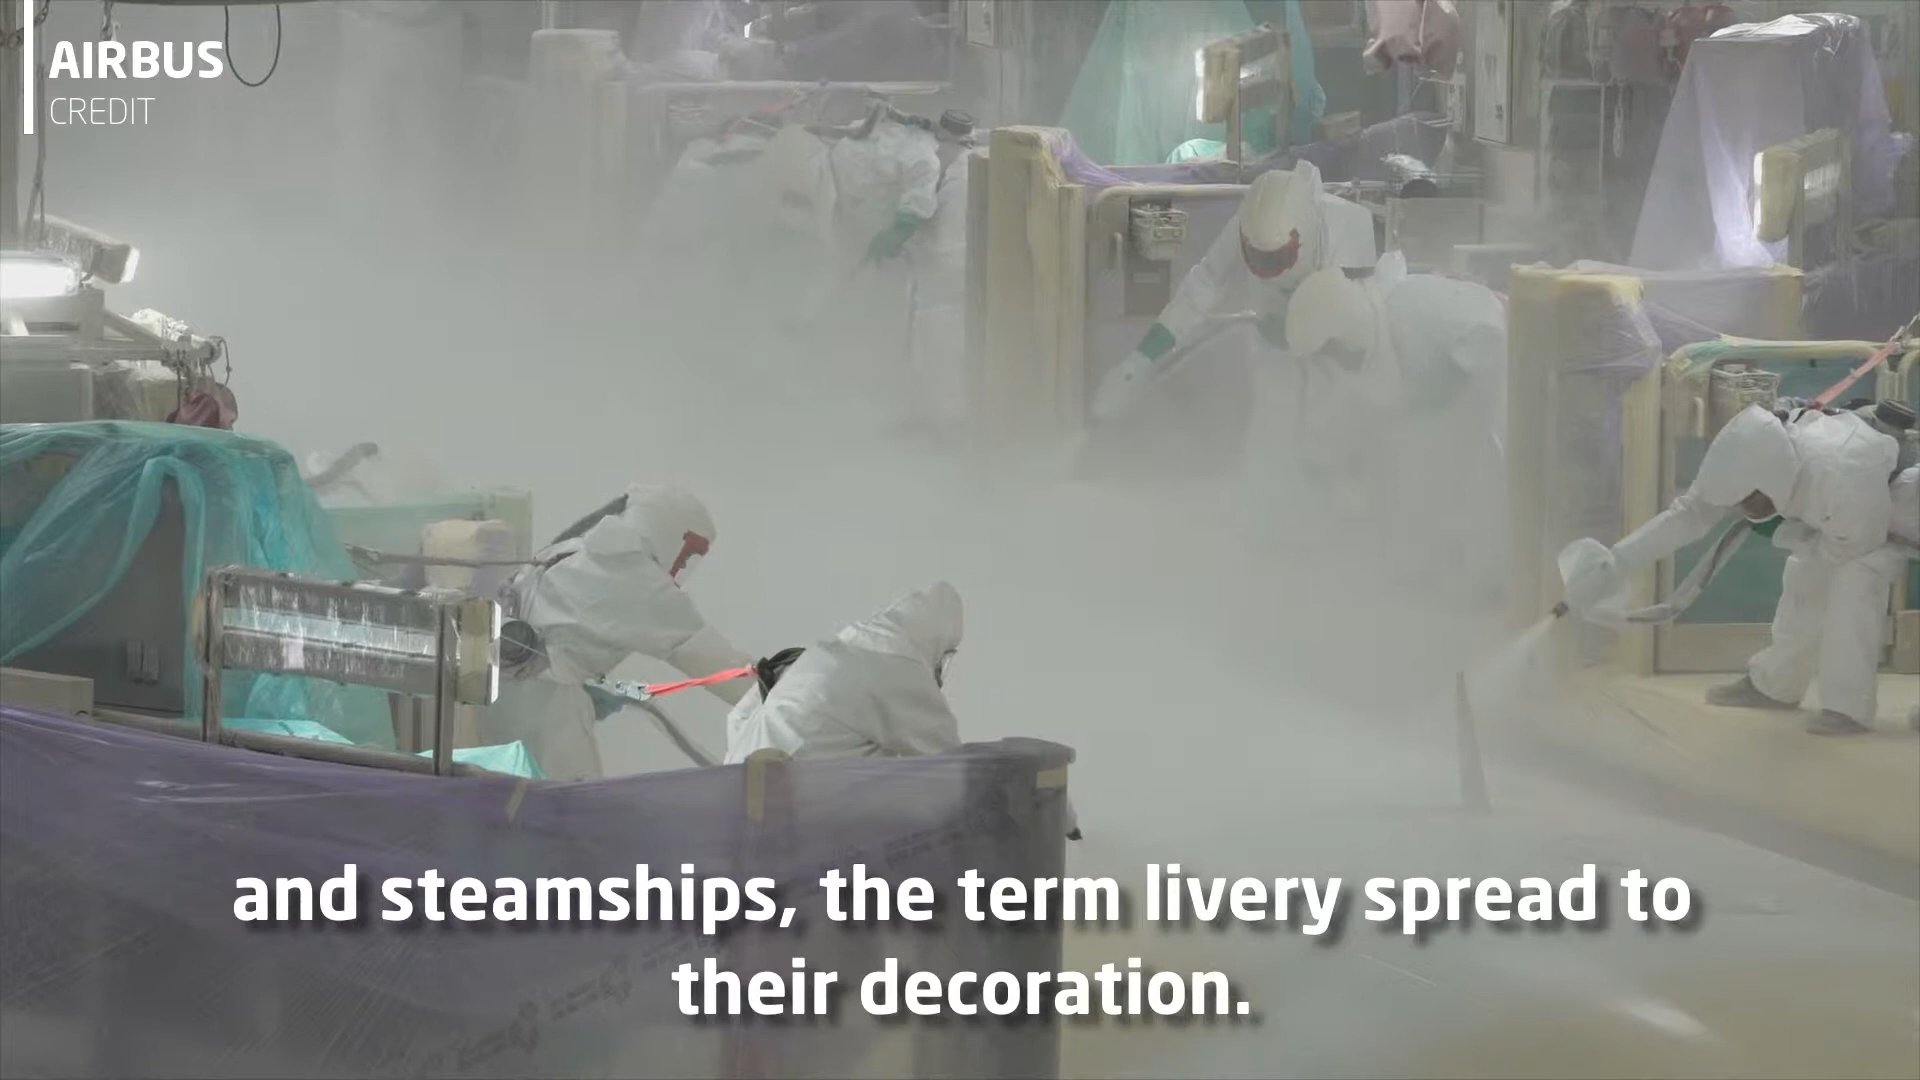 AIRBUS
CREDIT
and steamships, the term livery spread to
their decoration.